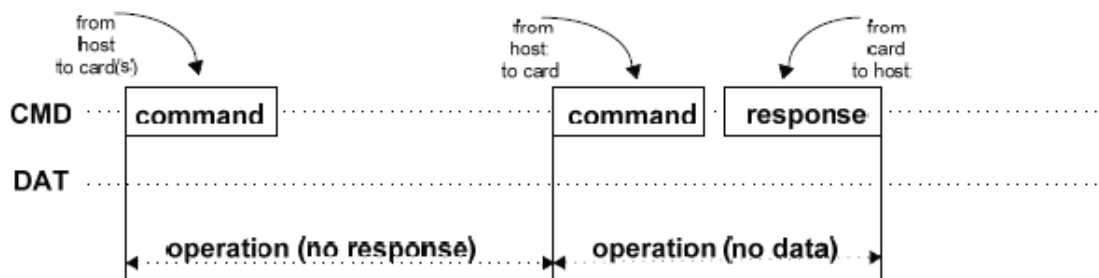 from
host
to card(s)
from
host
to card
from
card
to host
CMD
command
command
response
DAT
operation (no response)
operation (no data)